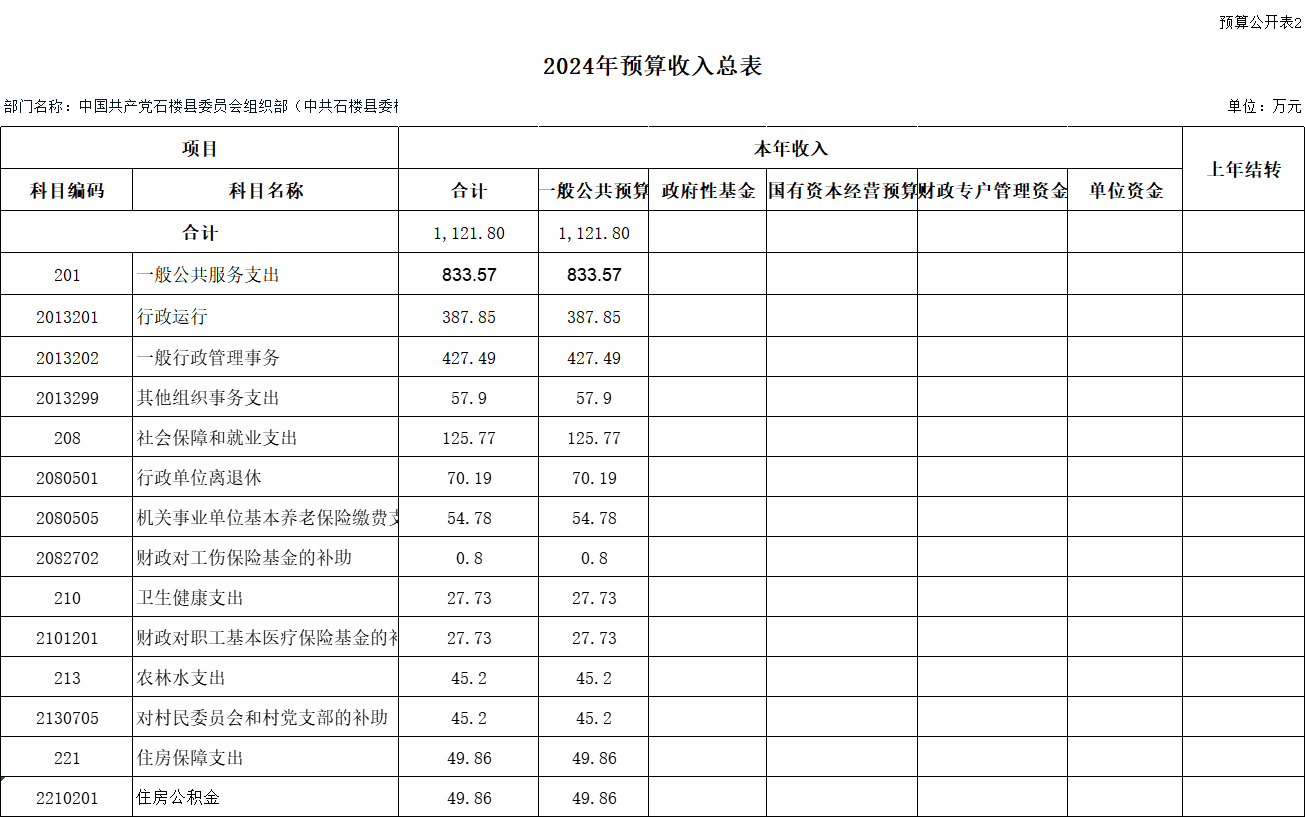 预算公开表2
2024年预算收入总表
部门名称：中国共产党石楼县委员会组织部（中共石楼县委
单位：万元
项目 本年收入 上年结转
科目编码 科目名称 合计 一般公共预算 政府性基金 国有资本经营预算 财政专户管理资金 单位资金
合计 1,121.80 1,121.80
201 一般公共服务支出 833.57 833.57
2013201 行政运行 387.85 387.85
2013202 一般行政管理事务 427.49 427.49
2013299 其他组织事务支出 57.9 57.9
208 社会保障和就业支出 125.77 125.77
2080501 行政单位离退休 70.19 70.19
2080505 机关事业单位基本养老保险缴费支 54.78 54.78
2082702 财政对工伤保险基金的补助 0.8 0.8
210 卫生健康支出 27.73 27.73
2101201 财政对职工基本医疗保险基金的补 27.73 27.73
213 农林水支出 45.2 45.2
2130705 对村民委员会和村党支部的补助 45.2 45.2
221 住房保障支出 49.86 49.86
2210201 住房公积金 49.86 49.86